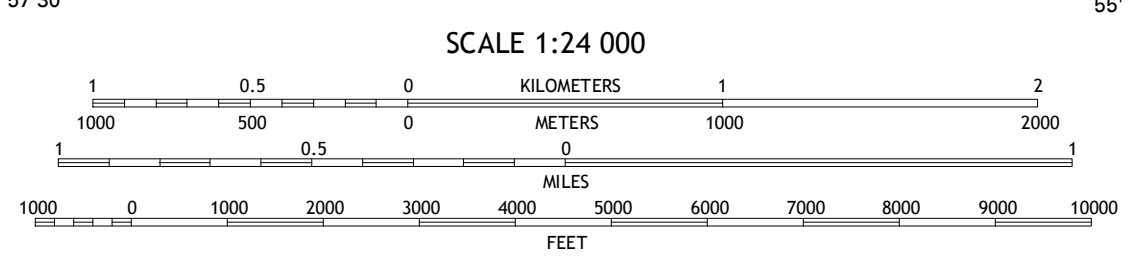 57'30"
55'
SCALE 1:24 000
1 0.5 0 KILOMETERS 1 2
1000 500 0 METERS 1000 2000
1 0.5 0 1
MILES
1000 0 1000 2000 3000 4000 5000 6000 7000 8000 9000 10000
FEET